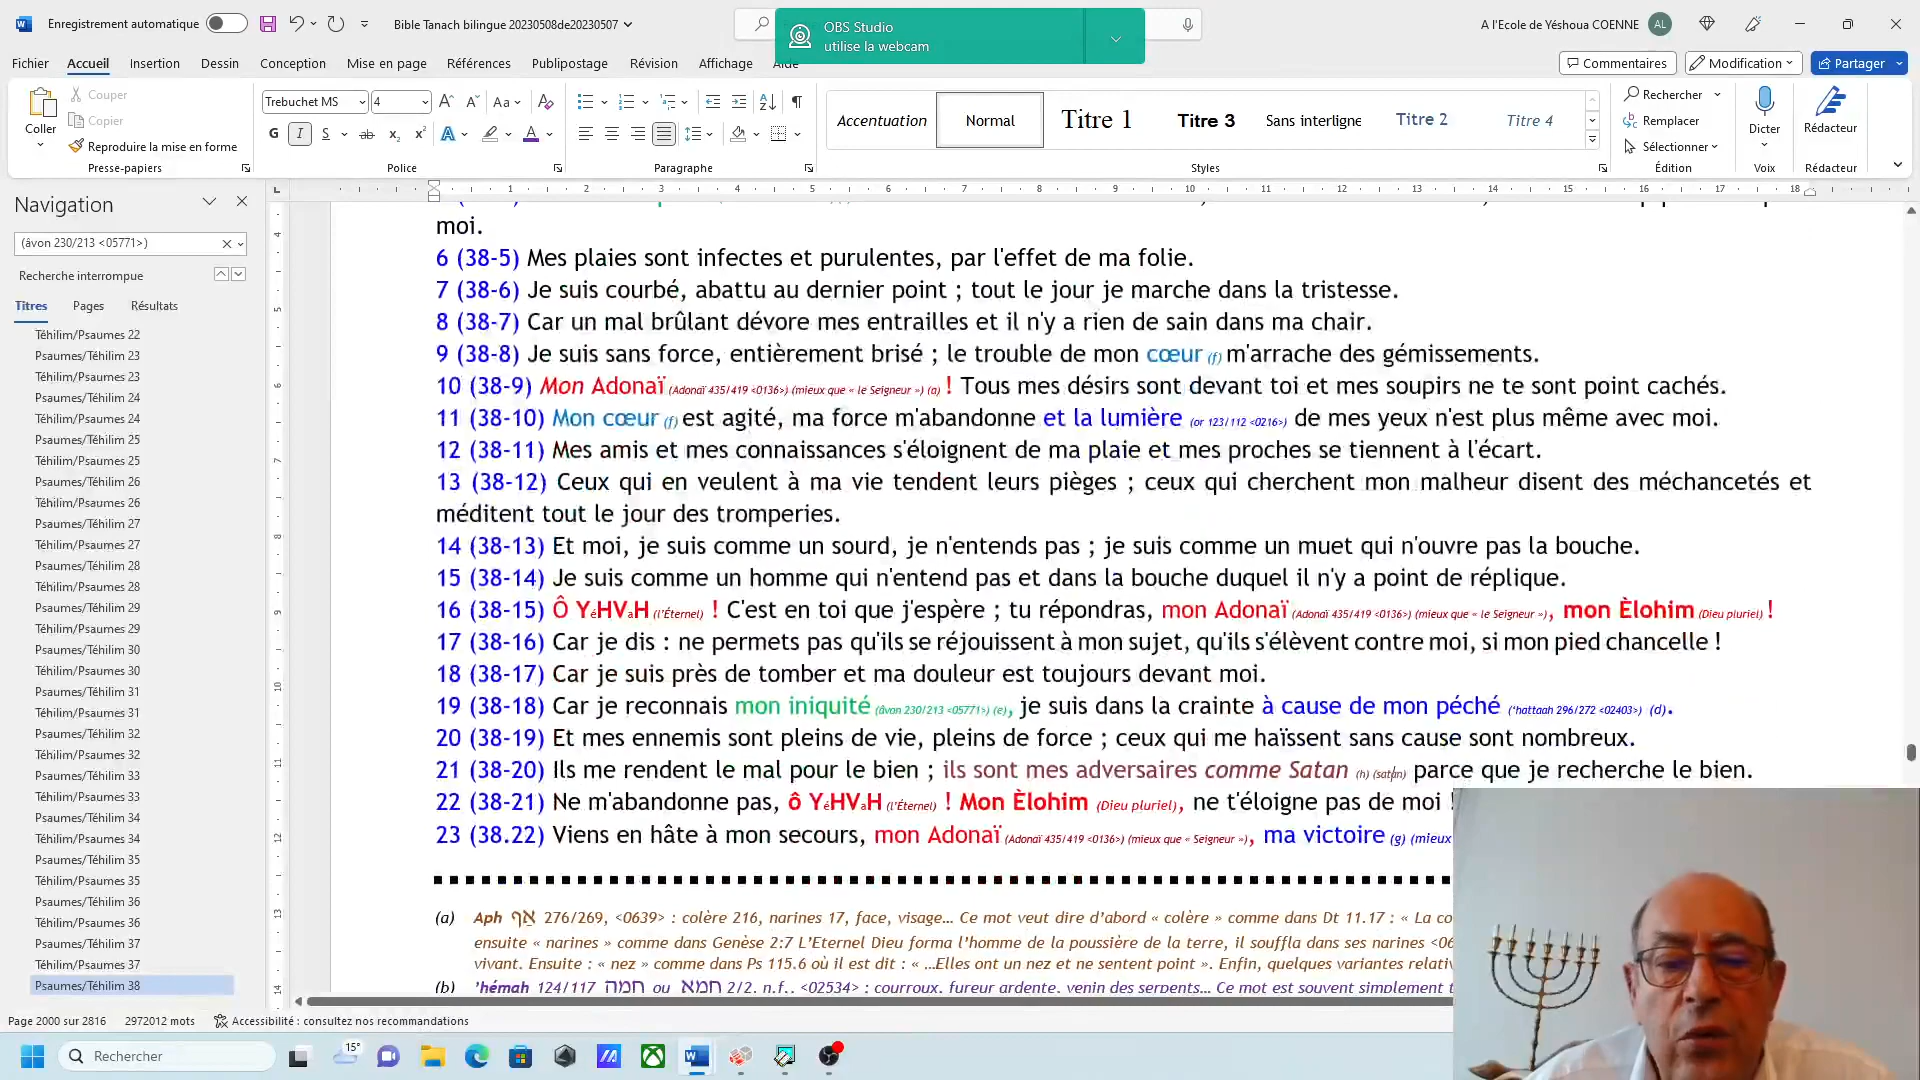 Enregistrement automatique
Bible Tanach bilingue 20230508de20230507
OBS Studio
utilise la webcam
A l'Ecole de Yéshoua COENNE
AL
Fichier Accueil Insertion Dessin Conception Mise en page Références Publipostage Révision Affichage Aide
Commentaires Modification Partager
Coller
Couper
Copier
Reproduire la mise en forme
Presse-papiers
Trebuchet MS 4
Police
Paragraphe
Accentuation Normal Titre 1 Titre 3 Sans interligne Titre 2 Titre 4
Styles
Rechercher
Remplacer
Sélectionner
Édition
Dicter
Voix
Rédacteur
Rédacteur
Navigation
(âvon 230/213 <05771>)
Recherche interrompue
Titres Pages Résultats
Téhilim/Psaumes 22
Psaumes/Téhilim 23
Téhilim/Psaumes 23
Psaumes/Téhilim 24
Téhilim/Psaumes 24
Psaumes/Téhilim 25
Téhilim/Psaumes 25
Psaumes/Téhilim 26
Téhilim/Psaumes 26
Psaumes/Téhilim 27
Téhilim/Psaumes 27
Psaumes/Téhilim 28
Téhilim/Psaumes 28
Psaumes/Téhilim 29
Téhilim/Psaumes 29
Psaumes/Téhilim 30
Téhilim/Psaumes 30
Psaumes/Téhilim 31
Téhilim/Psaumes 31
Psaumes/Téhilim 32
Téhilim/Psaumes 32
Psaumes/Téhilim 33
Téhilim/Psaumes 33
Psaumes/Téhilim 34
Téhilim/Psaumes 34
Psaumes/Téhilim 35
Téhilim/Psaumes 35
Psaumes/Téhilim 36
Téhilim/Psaumes 36
Psaumes/Téhilim 37
Téhilim/Psaumes 37
Psaumes/Téhilim 38
moi.
6 (38-5) Mes plaies sont infectes et purulentes, par l'effet de ma folie.
7 (38-6) Je suis courbé, abattu au dernier point ; tout le jour je marche dans la tristesse.
8 (38-7) Car un mal brûlant dévore mes entrailles et il n'y a rien de sain dans ma chair.
9 (38-8) Je suis sans force, entièrement brisé ; le trouble de mon cœur (f) m'arrache des gémissements.
10 (38-9) Mon Adonaï (Adonaï 435/419 <0136>) (mieux que « le Seigneur ») (a) ! Tous mes désirs sont devant toi et mes soupirs ne te sont point cachés.
11 (38-10) Mon cœur (f) est agité, ma force m'abandonne et la lumière (or 123/112 <0216>) de mes yeux n'est plus même avec moi.
12 (38-11) Mes amis et mes connaissances s'éloignent de ma plaie et mes proches se tiennent à l'écart.
13 (38-12) Ceux qui en veulent à ma vie tendent leurs pièges ; ceux qui cherchent mon malheur disent des méchancetés et
méditent tout le jour des tromperies.
14 (38-13) Et moi, je suis comme un sourd, je n'entends pas ; je suis comme un muet qui n'ouvre pas la bouche.
15 (38-14) Je suis comme un homme qui n'entend pas et dans la bouche duquel il n'y a point de réplique.
16 (38-15) Ô YéHVaH (l'Éternel) ! C'est en toi que j'espère ; tu répondras, mon Adonaï (Adonaï 435/419 <0136>) (mieux que « le Seigneur »), mon Èlohim (Dieu pluriel) !
17 (38-16) Car je dis : ne permets pas qu'ils se réjouissent à mon sujet, qu'ils s'élèvent contre moi, si mon pied chancelle !
18 (38-17) Car je suis près de tomber et ma douleur est toujours devant moi.
19 (38-18) Car je reconnais mon iniquité (âvon 230/213 <05771>) (e), je suis dans la crainte à cause de mon péché ('hattaah 296/272 <02403>) (d).
20 (38-19) Et mes ennemis sont pleins de vie, pleins de force ; ceux qui me haïssent sans cause sont nombreux.
21 (38-20) Ils me rendent le mal pour le bien ; ils sont mes adversaires comme Satan (h) (satan) parce que je recherche le bien.
22 (38-21) Ne m'abandonne pas, ô YéHVaH (l'Éternel) ! Mon Èlohim (Dieu pluriel), ne t'éloigne pas de moi !
23 (38.22) Viens en hâte à mon secours, mon Adonaï (Adonaï 435/419 <0136>) (mieux que « Seigneur »), ma victoire (g) (mieux
(a) Aph אַף 276/269, <0639> : colère 216, narines 17, face, visage... Ce mot veut dire d'abord « colère » comme dans Dt 11.17 : « La co
ensuite « narines » comme dans Genèse 2:7 L'Eternel Dieu forma l'homme de la poussière de la terre, il souffla dans ses narines <06
vivant. Ensuite : « nez » comme dans Ps 115.6 où il est dit : « ...Elles ont un nez et ne sentent point ». Enfin, quelques variantes relati
(b) 'hémah 124/117 חמה ou חמא 2/2, n.f., <02534> : courroux, fureur ardente, venin des serpents... Ce mot est souvent simplement t
Page 2000 sur 2816 2972012 mots Accessibilité : consultez nos recommandations
Rechercher
15°